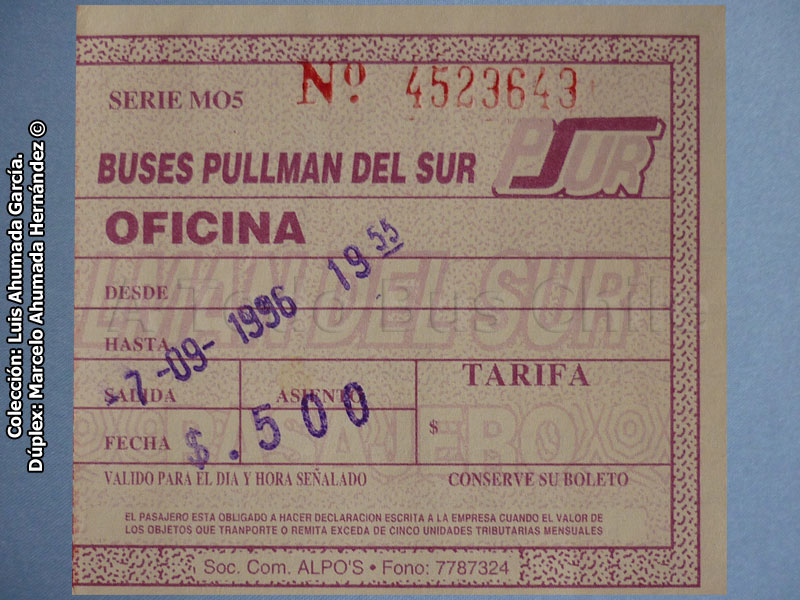 Colección: Luis Ahumada García.
Dúplex: Marcelo Ahumada Hernández ©
SERIE MO5
Nº 4523643
BUSES PULLMAN DEL SUR
PSUR
OFICINA
DESDE
-7-09-1996 19 55
HASTA
SALIDA
ASIENTO
TARIFA
FECHA
$.500
$
PASAJERO
VALIDO PARA EL DIA Y HORA SEÑALADO
CONSERVE SU BOLETO
EL PASAJERO ESTA OBLIGADO A HACER DECLARACION ESCRITA A LA EMPRESA CUANDO EL VALOR DE
LOS OBJETOS QUE TRANPORTE O REMITA EXCEDA DE CINCO UNIDADES TRIBUTARIAS MENSUALES
Soc. Com. ALPO'S • Fono: 7787324